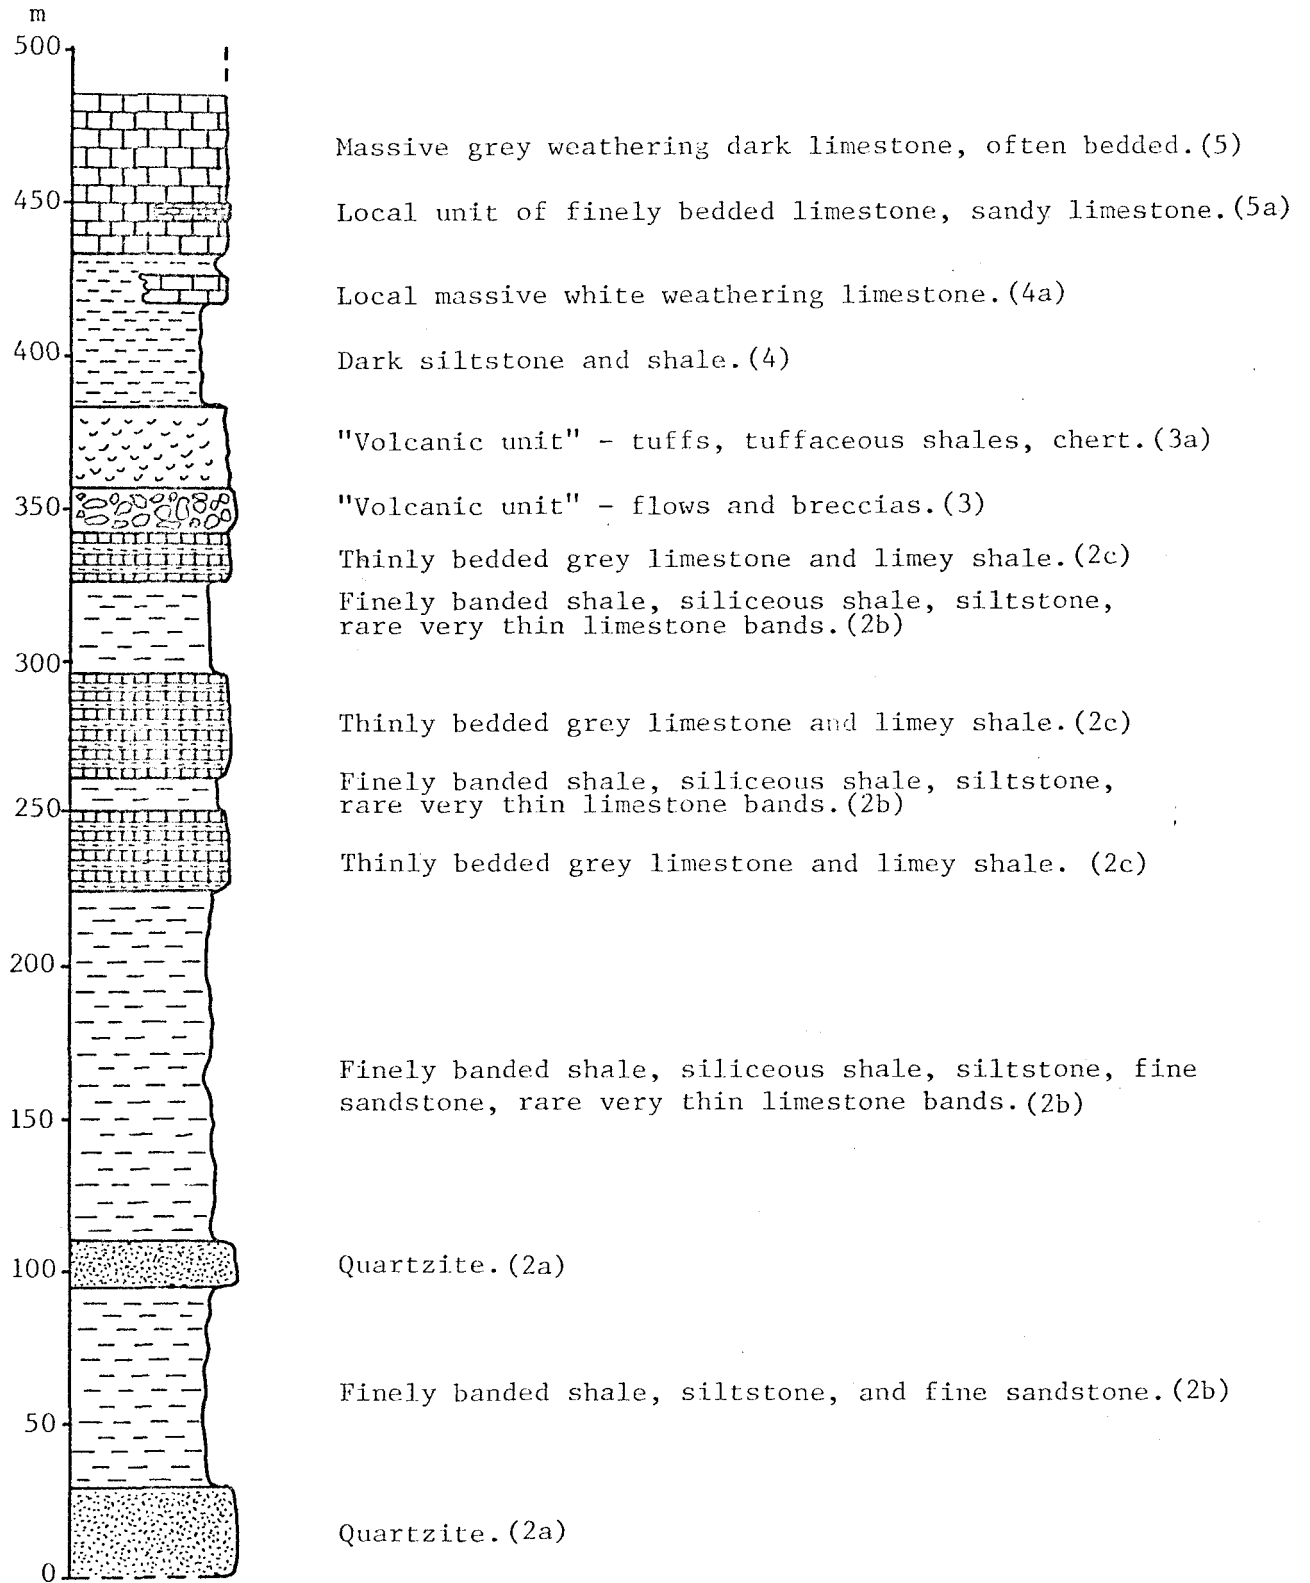 m
500
Massive grey weathering dark limestone, often bedded.(5)
450
Local unit of finely bedded limestone, sandy limestone.(5a)
Local massive white weathering limestone.(4a)
400
Dark siltstone and shale.(4)
"Volcanic unit" - tuffs, tuffaceous shales, chert.(3a)
350
"Volcanic unit" - flows and breccias.(3)
Thinly bedded grey limestone and limey shale.(2c)
Finely banded shale, siliceous shale, siltstone,
rare very thin limestone bands.(2b)
300
Thinly bedded grey limestone and limey shale.(2c)
Finely banded shale, siliceous shale, siltstone,
rare very thin limestone bands.(2b)
250
Thinly bedded grey limestone and limey shale. (2c)
200
Finely banded shale, siliceous shale, siltstone, fine
sandstone, rare very thin limestone bands.(2b)
150
100
Quartzite.(2a)
Finely banded shale, siltstone, and fine sandstone.(2b)
50
Quartzite.(2a)
0